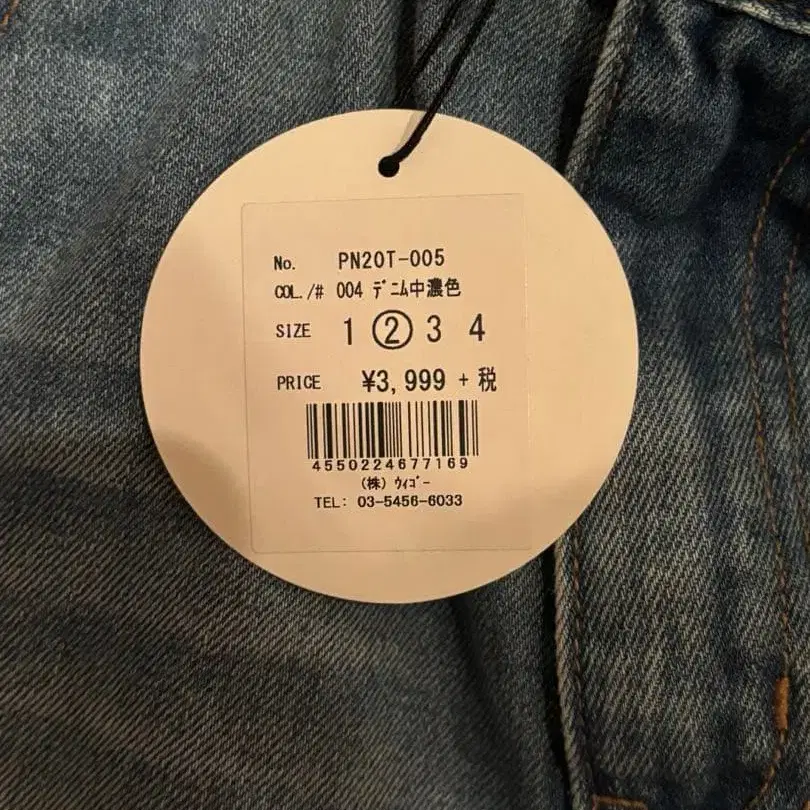 No. PN20T-005
COL./# 004 ﾃﾞﾆﾑ中濃色
SIZE 1 ② 3 4
PRICE ¥3,999 + 税
4550224677169
(株) ｳｨｺﾞｰ
TEL: 03-5456-6033